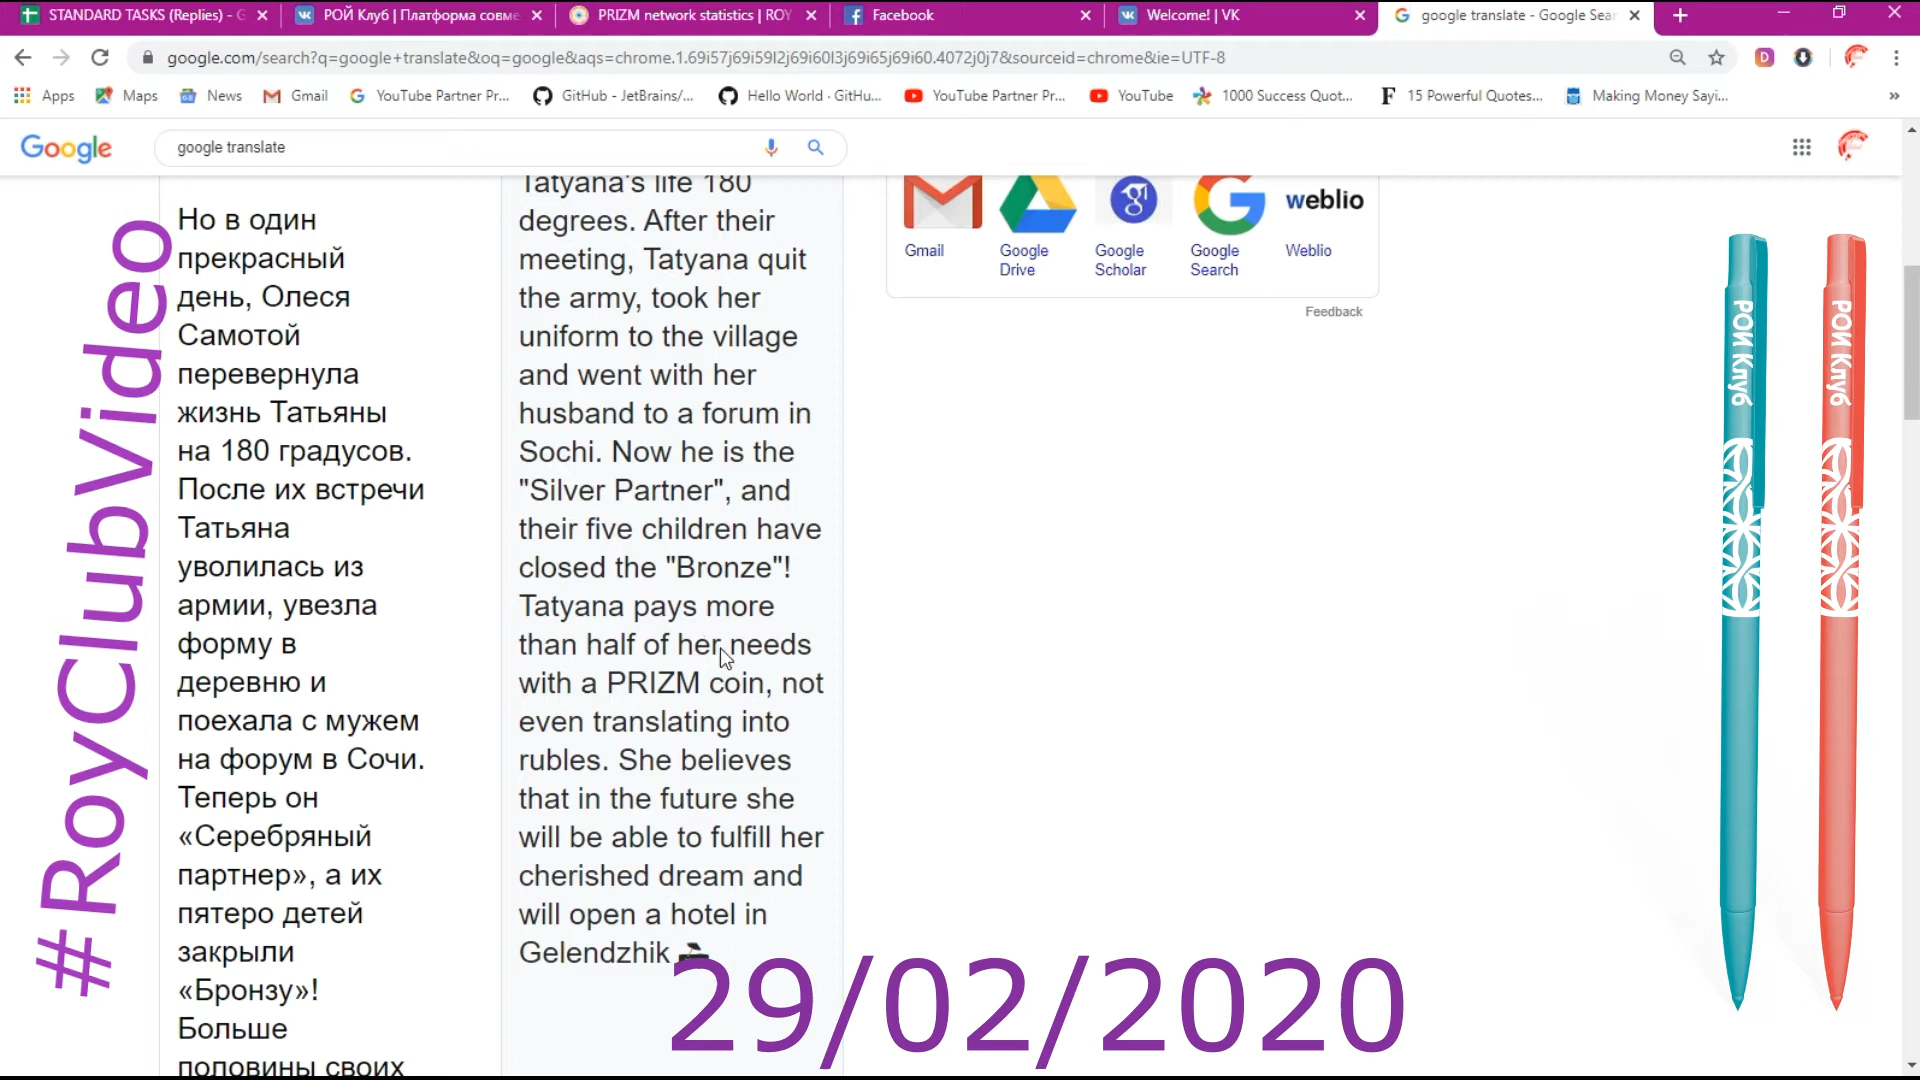 STANDARD TASKS (Replies) - G
РОЙ Клуб | Платформа совме
PRIZM network statistics | ROY
Facebook
Welcome! | VK
google translate - Google Sear
google.com/search?q=google+translate&oq=google&aqs=chrome.1.69i57j69i59l2j69i60l3j69i65j69i60.4072j0j7&sourceid=chrome&ie=UTF-8
Apps
Maps
News
Gmail
YouTube Partner Pr...
GitHub - JetBrains/...
Hello World · GitHu...
YouTube Partner Pr...
YouTube
1000 Success Quot...
15 Powerful Quotes...
Making Money Sayi...
»
Google
google translate
#RoyClubVideo
Но в один
прекрасный
день, Олеся
Самотой
перевернула
жизнь Татьяны
на 180 градусов.
После их встречи
Татьяна
уволилась из
армии, увезла
форму в
деревню и
поехала с мужем
на форум в Сочи.
Теперь он
«Серебряный
партнер», а их
пятеро детей
закрыли
«Бронзу»!
Больше
половины своих
Tatyana's life 180
degrees. After their
meeting, Tatyana quit
the army, took her
uniform to the village
and went with her
husband to a forum in
Sochi. Now he is the
"Silver Partner", and
their five children have
closed the "Bronze"!
Tatyana pays more
than half of her needs
with a PRIZM coin, not
even translating into
rubles. She believes
that in the future she
will be able to fulfill her
cherished dream and
will open a hotel in
Gelendzhik
weblio
Gmail
Google
Drive
Google
Scholar
Google
Search
Weblio
Feedback
РОЙ Клуб
РОЙ Клуб
29/02/2020